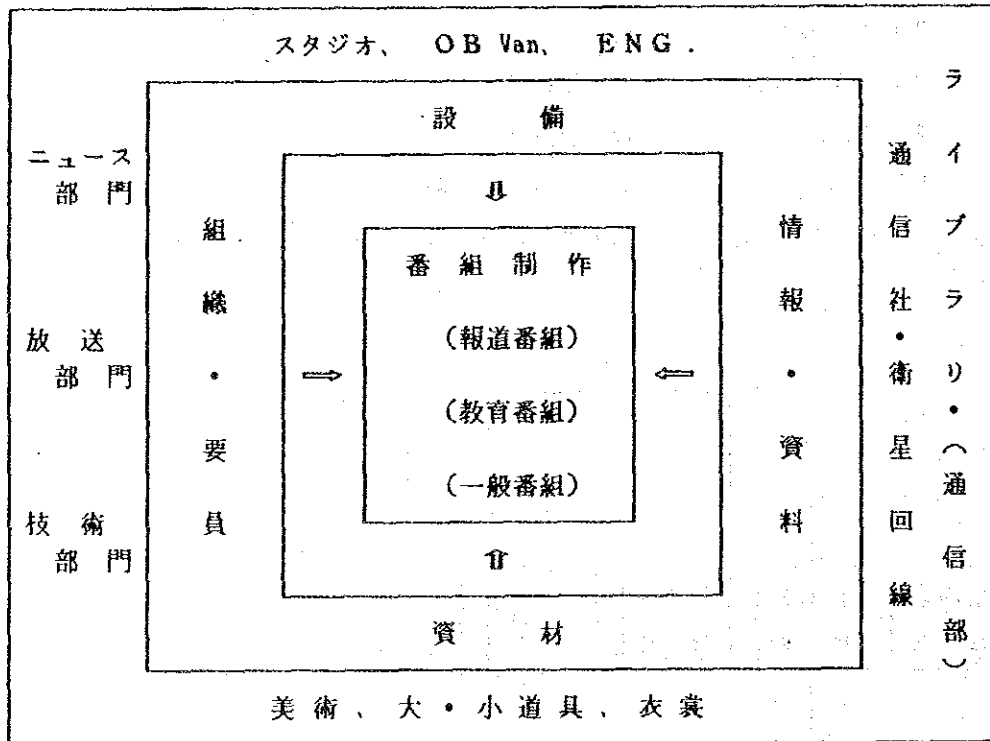 スタジオ、 OB Van、 ENG.
設備
ニュース
部門
放送
部門
技術
部門
組織・要員
番組制作
(報道番組)
(教育番組)
(一般番組)
情報・資料
ライブラリ・(通信部)
通信社・衛星回線
資材
美術、大・小道具、衣裳